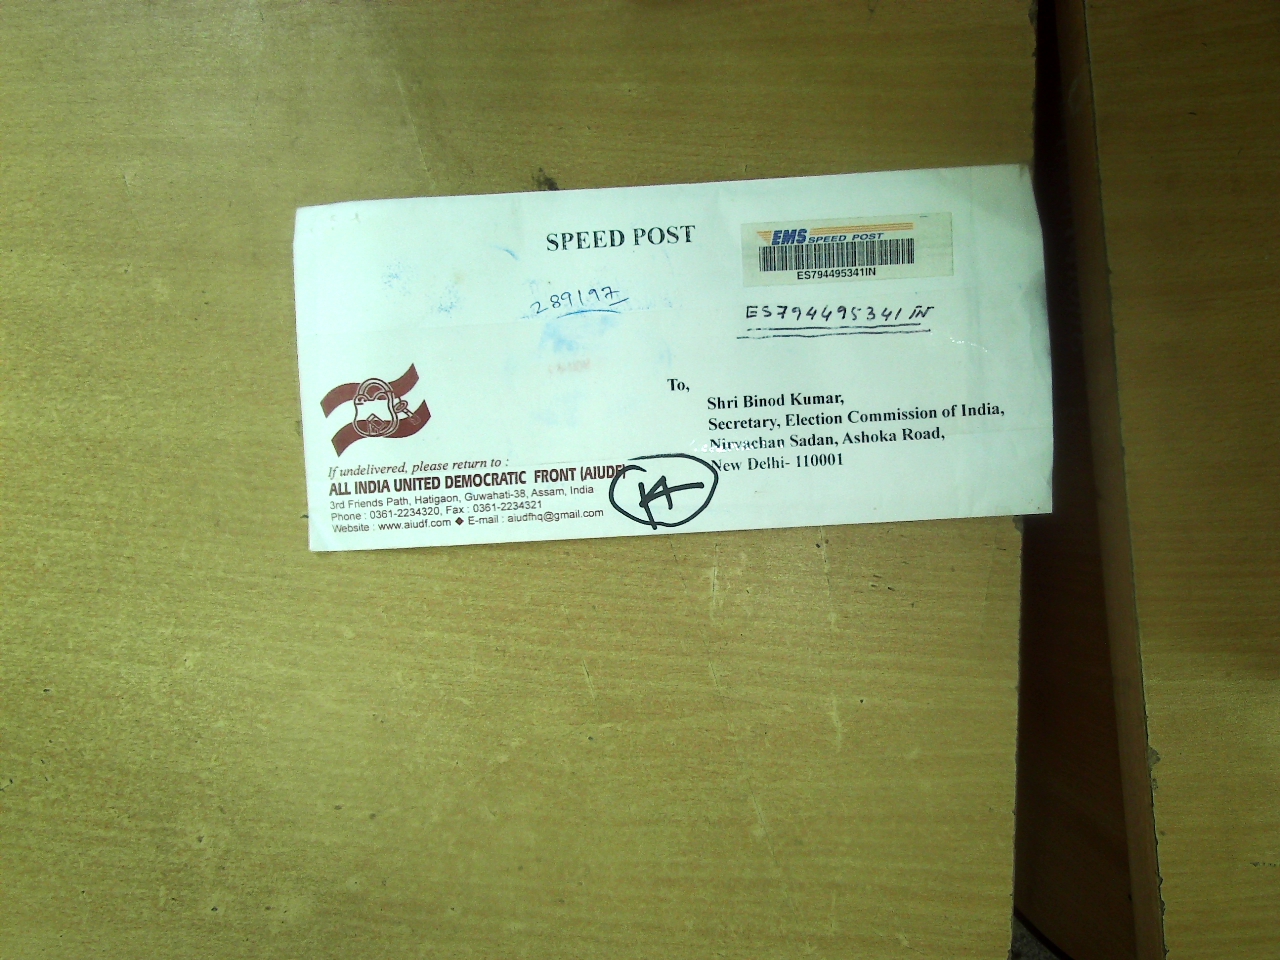 SPEED POST
EMS SPEED POST
ES794495341IN
289197
ES794495341 IN
To,
Shri Binod Kumar,
Secretary, Election Commission of India,
Nirvachan Sadan, Ashoka Road,
New Delhi- 110001
If undelivered, please return to :
ALL INDIA UNITED DEMOCRATIC FRONT (AIUDF)
3rd Friends Path, Hatigaon, Guwahati-38, Assam, India
Phone : 0361-2234320, Fax : 0361-2234321
Website : www.aiudf.com ◆ E-mail : aiudfhq@gmail.com